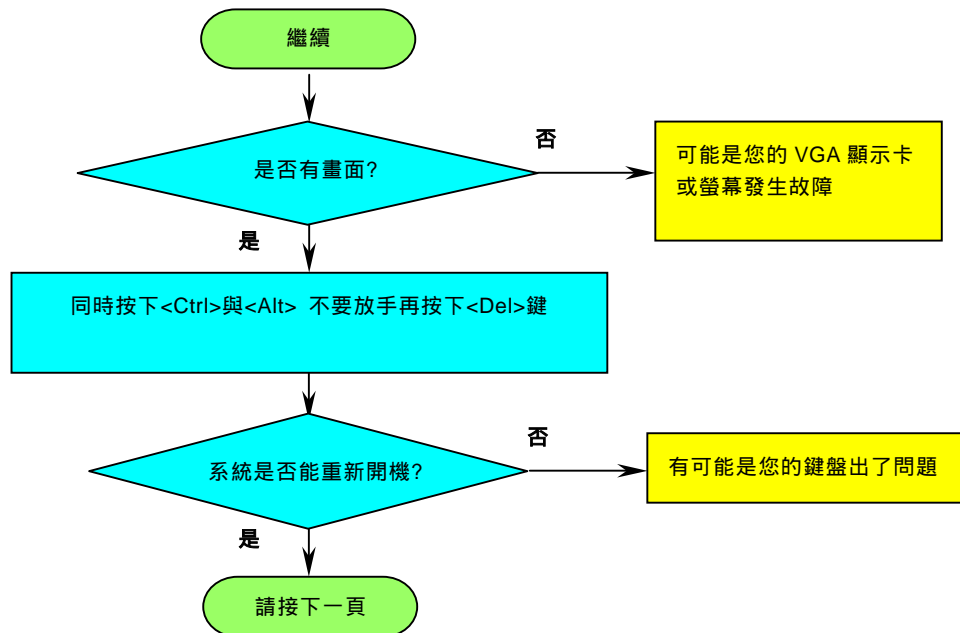 繼續
是否有畫面?
否
可能是您的 VGA 顯示卡
或螢幕發生故障
是
同時按下<Ctrl>與<Alt> 不要放手再按下<Del>鍵
系統是否能重新開機?
否
有可能是您的鍵盤出了問題
是
請接下一頁